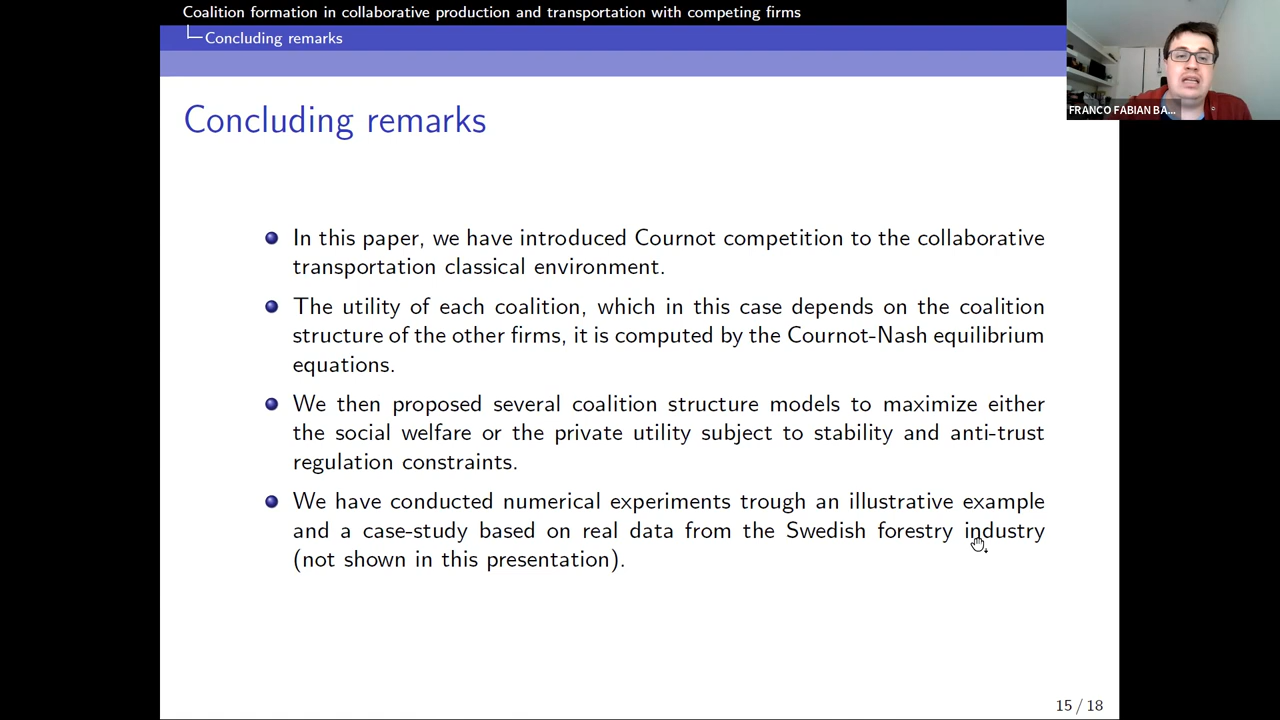 Coalition formation in collaborative production and transportation with competing firms
Concluding remarks
FRANCO FABIAN BA...
Concluding remarks
In this paper, we have introduced Cournot competition to the collaborative
transportation classical environment.
The utility of each coalition, which in this case depends on the coalition
structure of the other firms, it is computed by the Cournot-Nash equilibrium
equations.
We then proposed several coalition structure models to maximize either
the social welfare or the private utility subject to stability and anti-trust
regulation constraints.
We have conducted numerical experiments trough an illustrative example
and a case-study based on real data from the Swedish forestry industry
(not shown in this presentation).
15 / 18